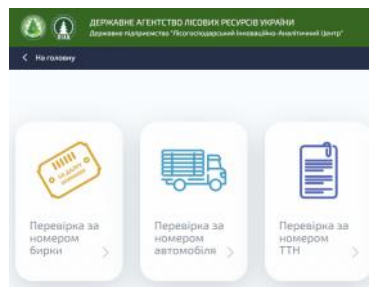 ДЕРЖАВНЕ АГЕНТСТВО ЛІСОВИХ РЕСУРСІВ УКРАЇНИ
Державне підприємство "Лісогосподарський Інноваційно-Аналітичний Центр"
На головну
Перевірка за
номером
бирки
Перевірка за
номером
автомобіля
Перевірка за
номером
ТТН